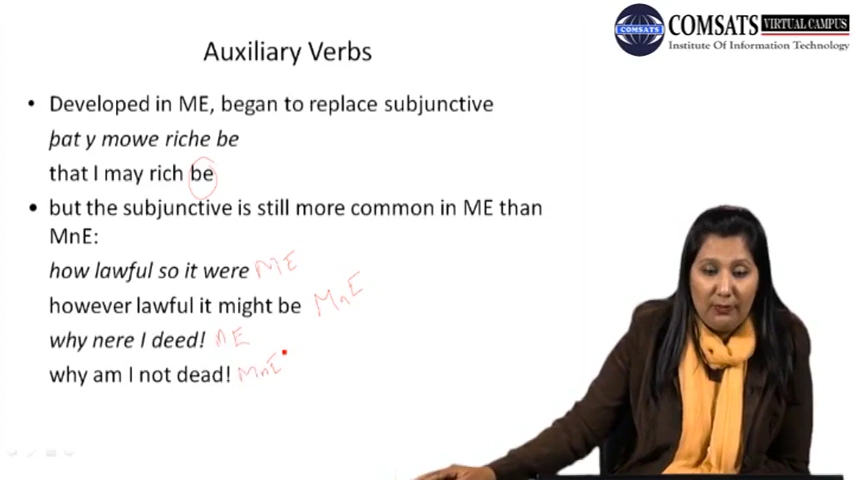 COMSATS VIRTUAL CAMPUS
COMSATS
Institute Of Information Technology
Auxiliary Verbs
• Developed in ME, began to replace subjunctive
þat y mowe riche be
that I may rich be
• but the subjunctive is still more common in ME than
MnE:
how lawful so it were ME
however lawful it might be MnE
why nere I deed! ME
why am I not dead! MnE